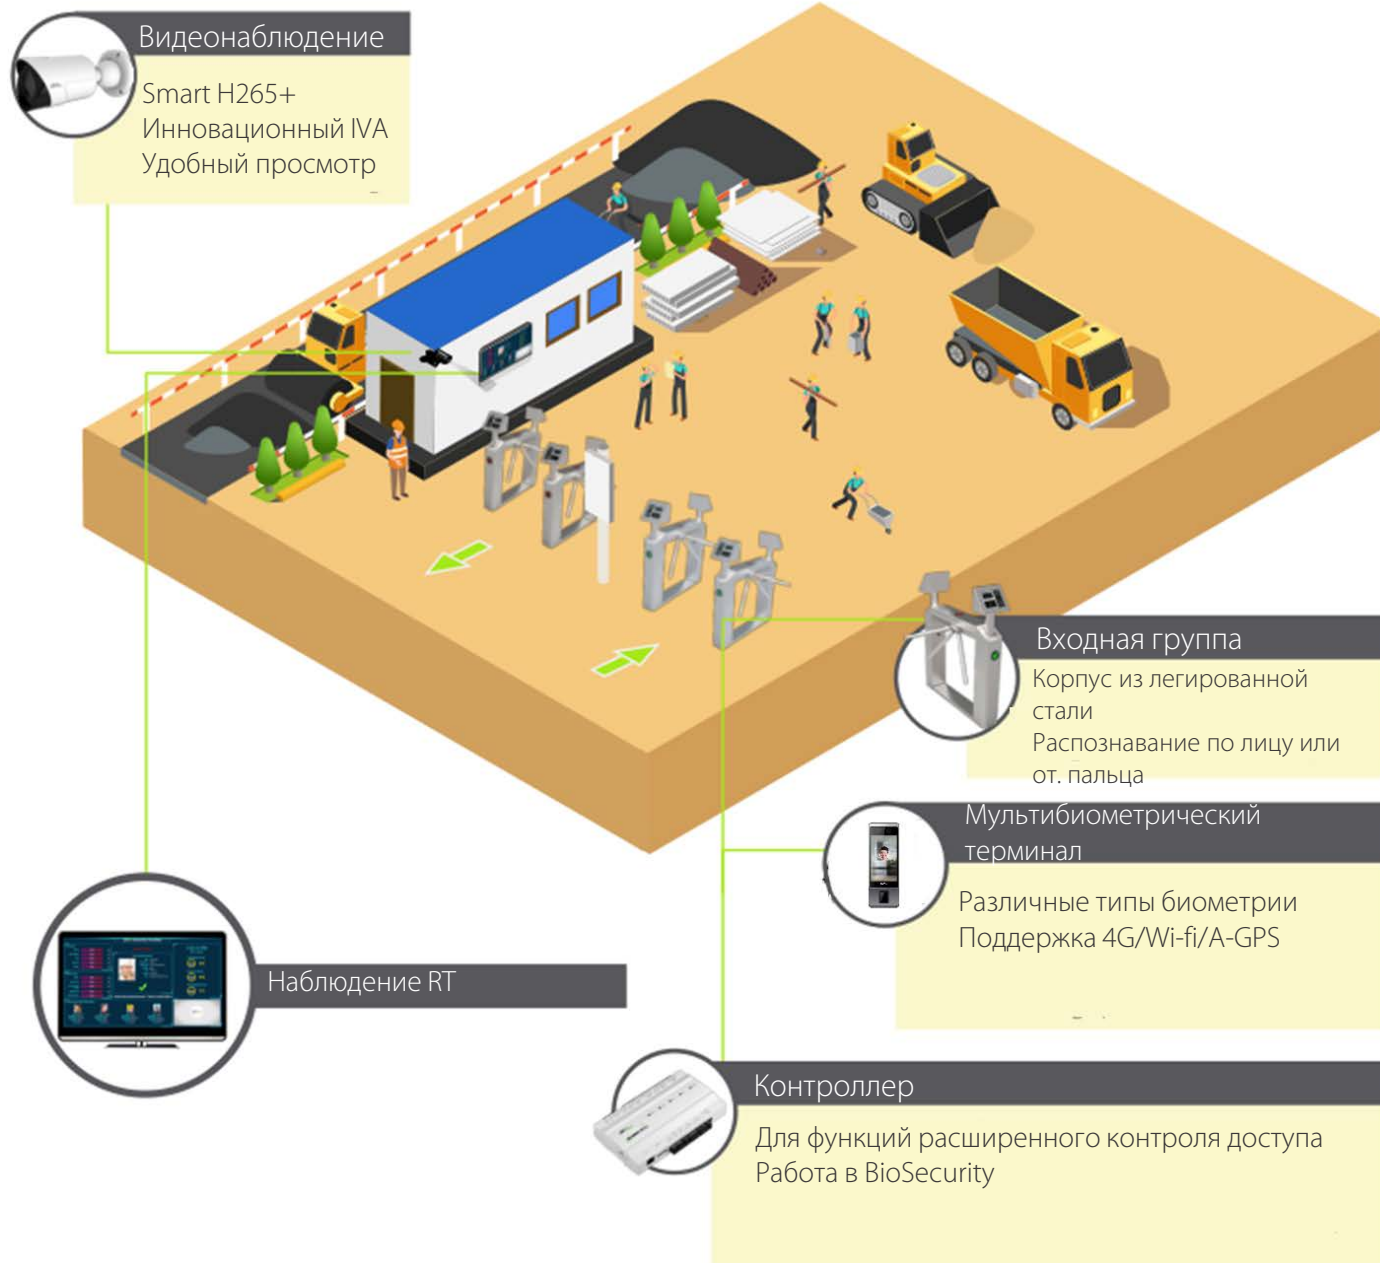 Видеонаблюдение
Smart H265+
Инновационный IVA
Удобный просмотр
Входная группа
Корпус из легированной
стали
Распознавание по лицу или
от. пальца
Мультибиометрический
терминал
Различные типы биометрии
Поддержка 4G/Wi-fi/A-GPS
Наблюдение RT
Контроллер
Для функций расширенного контроля доступа
Работа в BioSecurity